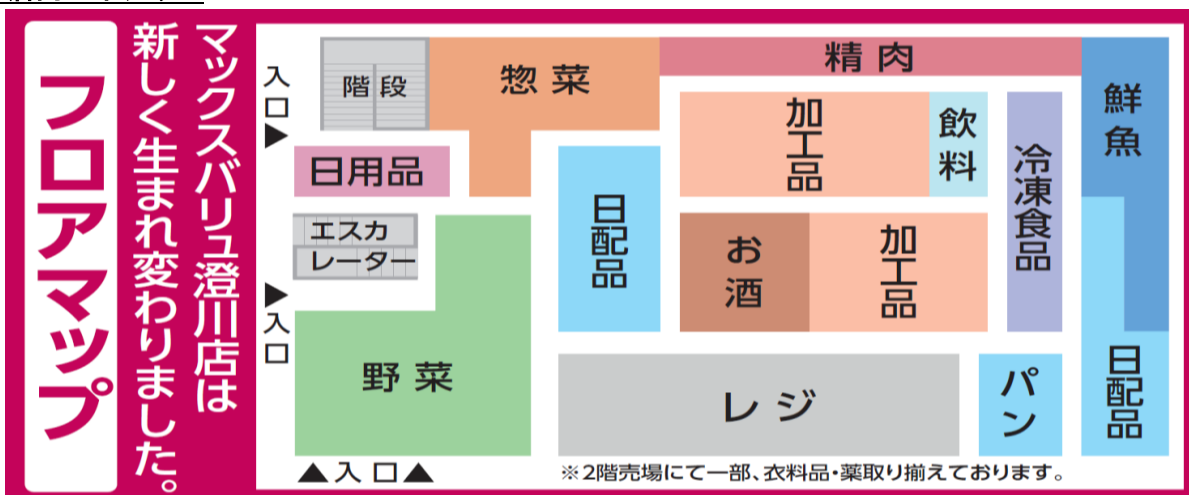 フロアマップ
マックスバリュ澄川店は
新しく生まれ変わりました。
入口▶
階段
惣菜
精肉
鮮魚
日用品
加工品
飲料
冷凍食品
エスカ
レーター
日配品
お酒
加工品
▶入口
野菜
レジ
パン
日配品
▲入口▲
※2階売場にて一部、衣料品・薬取り揃えております。